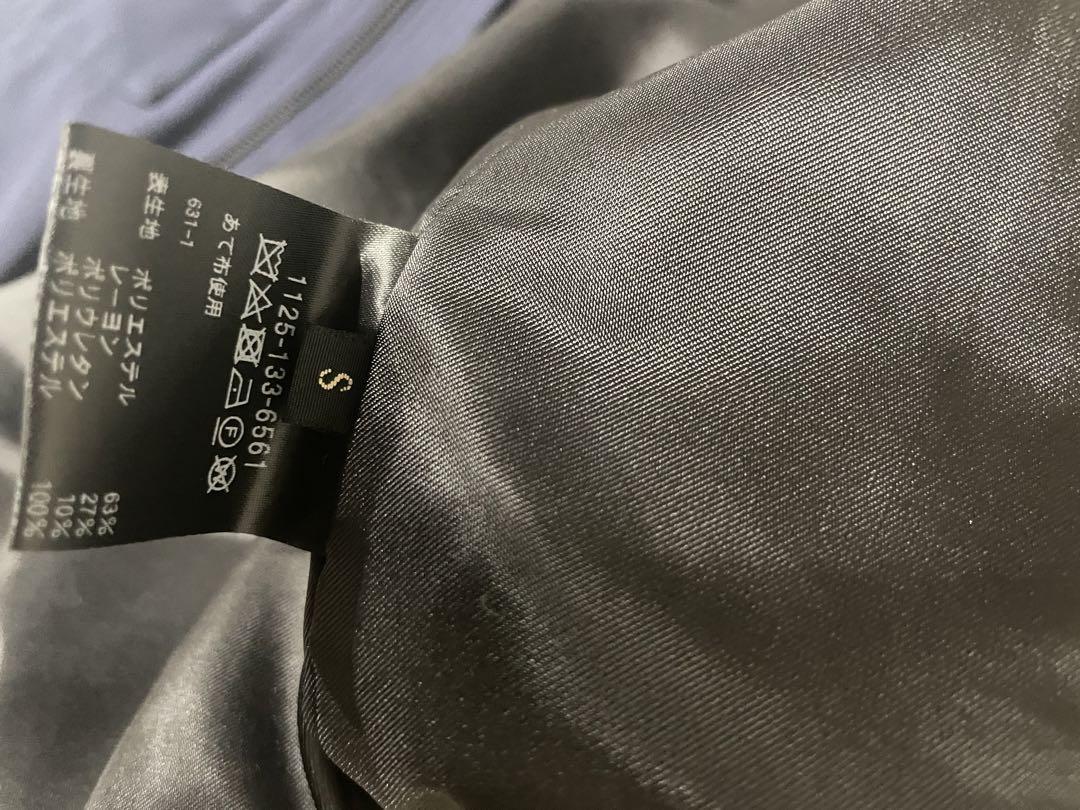 S
1125-133-6561
F
あて布使用
631-1
表生地 ポリエステル 63%
レーヨン 27%
ポリウレタン 10%
裏生地 ポリエステル 100%